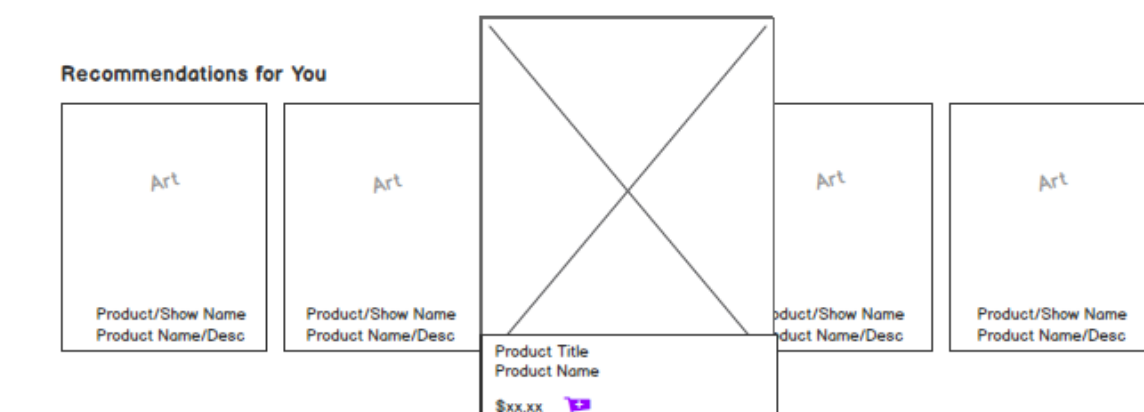 Recommendations for You
Art
Art
Art
Art
Product/Show Name
Product Name/Desc
Product/Show Name
Product Name/Desc
Product Title
Product Name
$xx.xx
/Show Name
Name/Desc
Product/Show Name
Product Name/Desc